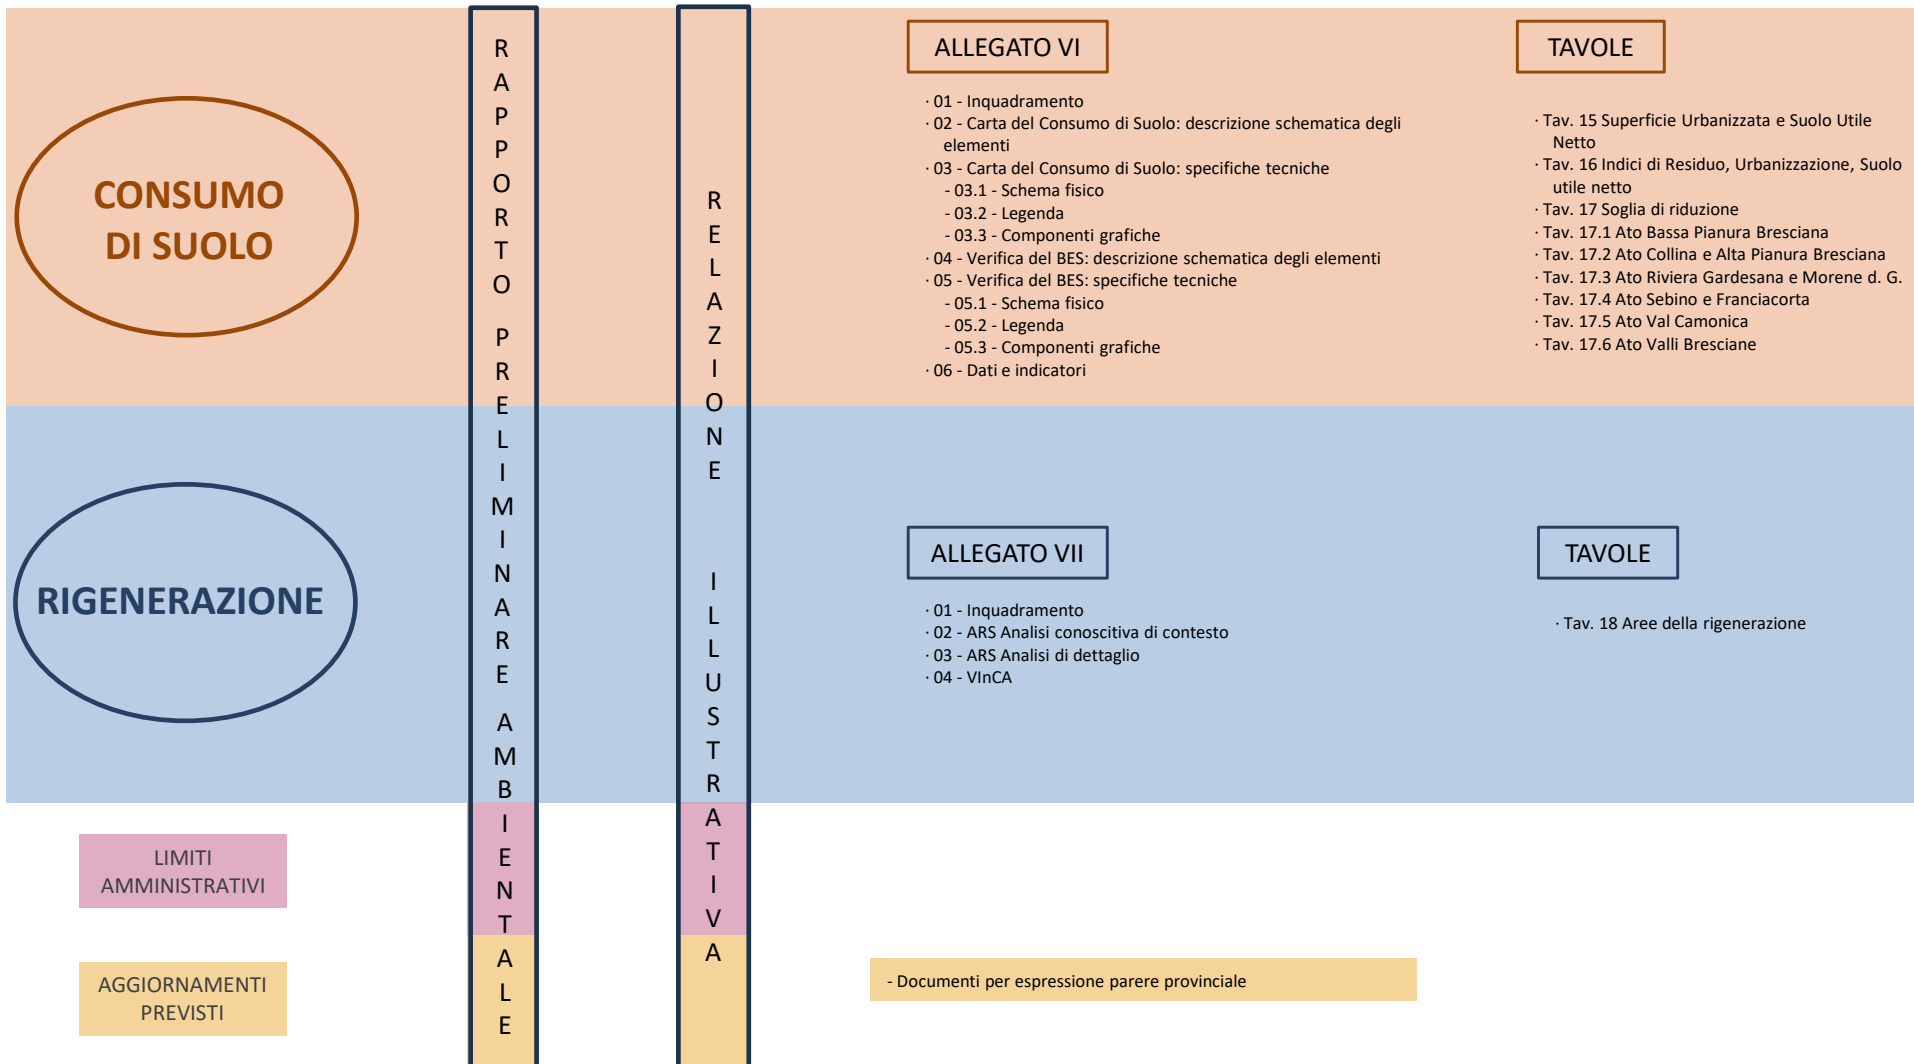 CONSUMO
DI SUOLO
RAPPORTO PRELIMINARE AMBIENTALE
RELAZIONE ILLUSTRATIVA
ALLEGATO VI
· 01 - Inquadramento
· 02 - Carta del Consumo di Suolo: descrizione schematica degli
elementi
· 03 - Carta del Consumo di Suolo: specifiche tecniche
- 03.1 - Schema fisico
- 03.2 - Legenda
- 03.3 - Componenti grafiche
· 04 - Verifica del BES: descrizione schematica degli elementi
· 05 - Verifica del BES: specifiche tecniche
- 05.1 - Schema fisico
- 05.2 - Legenda
- 05.3 - Componenti grafiche
· 06 - Dati e indicatori
TAVOLE
· Tav. 15 Superficie Urbanizzata e Suolo Utile
Netto
· Tav. 16 Indici di Residuo, Urbanizzazione, Suolo
utile netto
· Tav. 17 Soglia di riduzione
· Tav. 17.1 Ato Bassa Pianura Bresciana
· Tav. 17.2 Ato Collina e Alta Pianura Bresciana
· Tav. 17.3 Ato Riviera Gardesana e Morene d. G.
· Tav. 17.4 Ato Sebino e Franciacorta
· Tav. 17.5 Ato Val Camonica
· Tav. 17.6 Ato Valli Bresciane
RIGENERAZIONE
ALLEGATO VII
· 01 - Inquadramento
· 02 - ARS Analisi conoscitiva di contesto
· 03 - ARS Analisi di dettaglio
· 04 - VInCA
TAVOLE
· Tav. 18 Aree della rigenerazione
LIMITI
AMMINISTRATIVI
AGGIORNAMENTI
PREVISTI
- Documenti per espressione parere provinciale